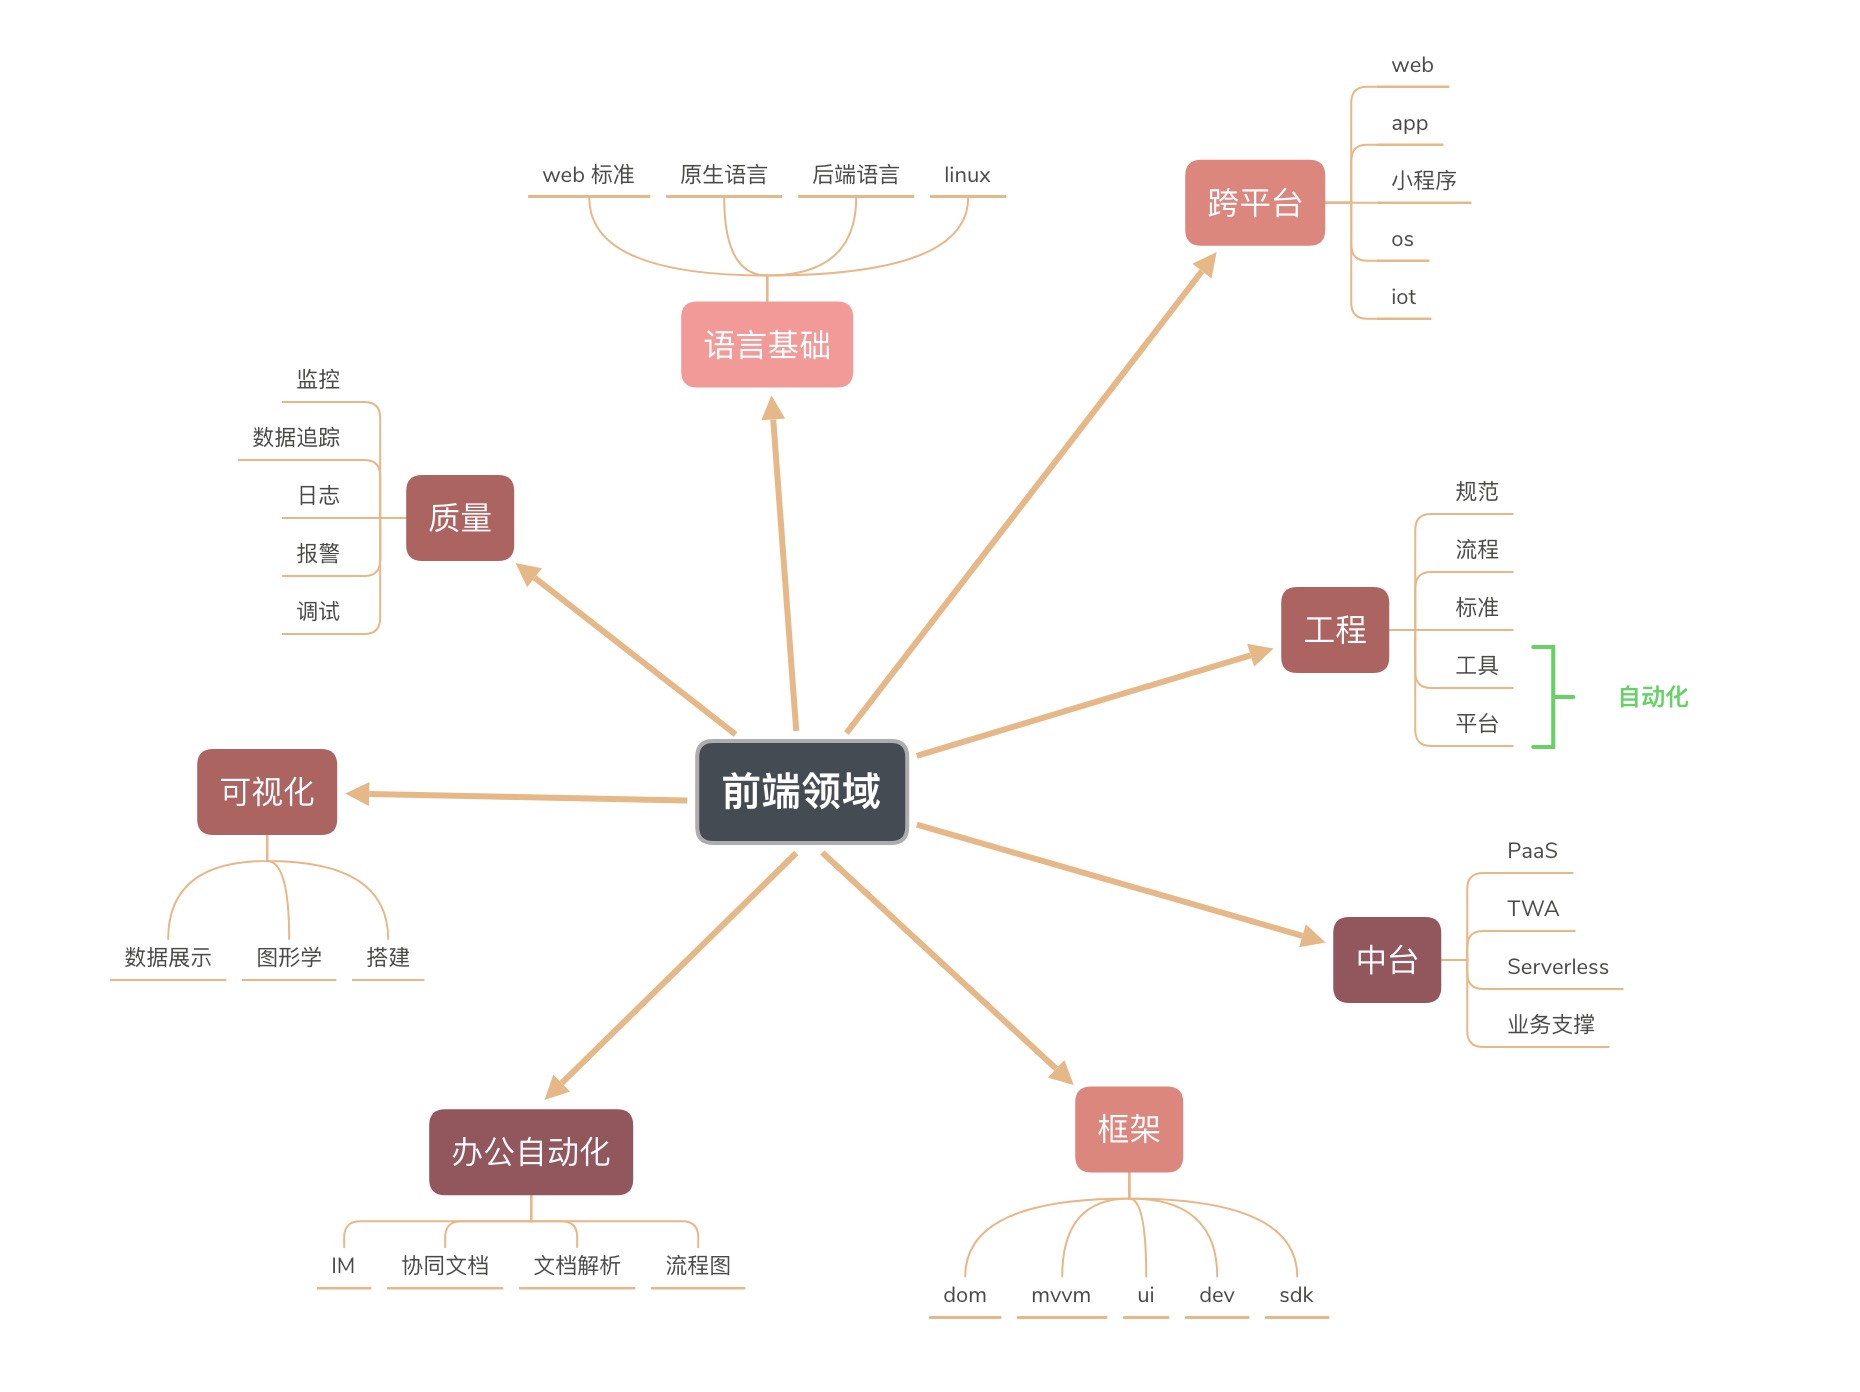 web
app
小程序
os
iot
跨平台
web 标准
原生语言
后端语言
linux
语言基础
监控
数据追踪
日志
报警
调试
质量
规范
流程
标准
工具
平台
工程
自动化
前端领域
可视化
数据展示
图形学
搭建
PaaS
TWA
Serverless
业务支撑
中台
办公自动化
IM
协同文档
文档解析
流程图
框架
dom
mvvm
ui
dev
sdk